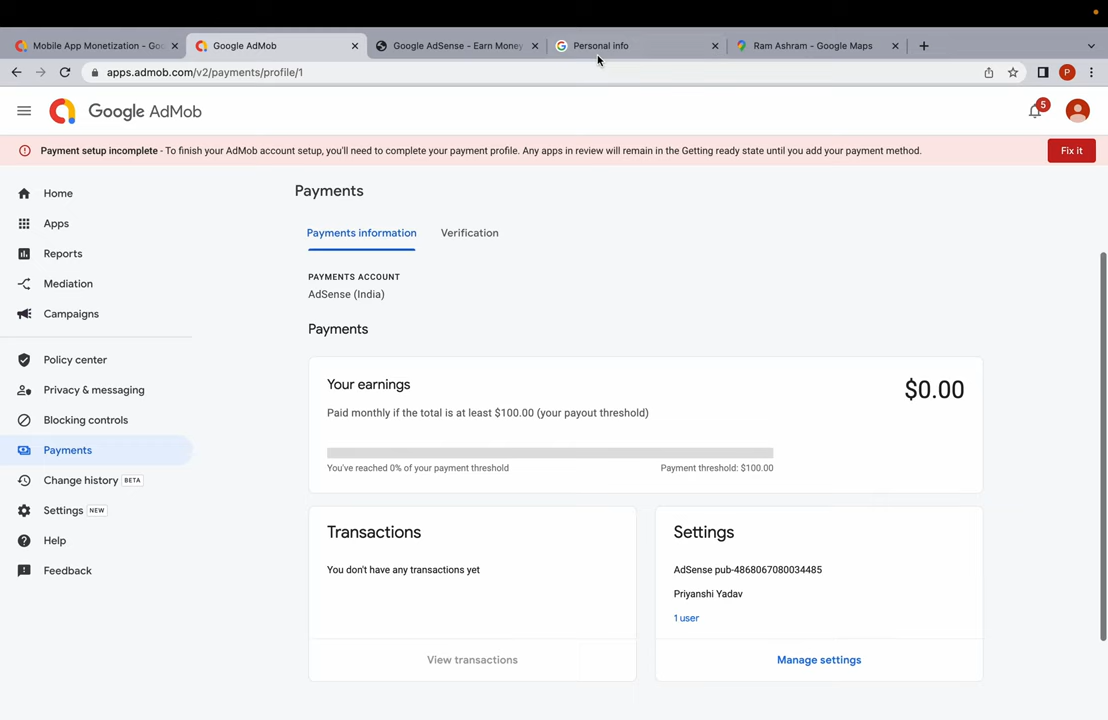 Mobile App Monetization - Goo
Google AdMob
Google AdSense - Earn Money
Personal info
Ram Ashram - Google Maps
apps.admob.com/v2/payments/profile/1
P
Google AdMob
5
Payment setup incomplete - To finish your AdMob account setup, you'll need to complete your payment profile. Any apps in review will remain in the Getting ready state until you add your payment method.
Fix it
Home
Apps
Reports
Mediation
Campaigns
Policy center
Privacy & messaging
Blocking controls
Payments
Change history BETA
Settings NEW
Help
Feedback
Payments
Payments information
Verification
PAYMENTS ACCOUNT
AdSense (India)
Payments
Your earnings
$0.00
Paid monthly if the total is at least $100.00 (your payout threshold)
You've reached 0% of your payment threshold
Payment threshold: $100.00
Transactions
You don't have any transactions yet
View transactions
Settings
AdSense pub-4868067080034485
Priyanshi Yadav
1 user
Manage settings